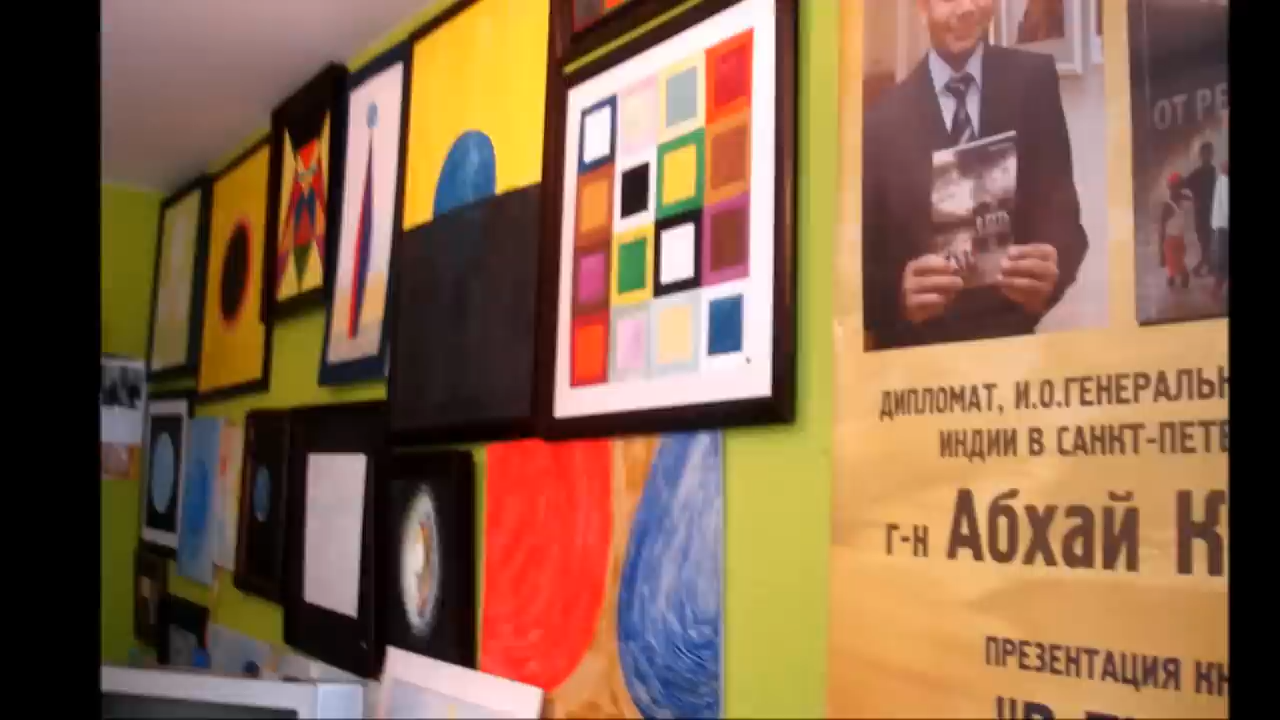 ОТ РЕ
ДИПЛОМАТ, И.О.ГЕНЕРАЛЬН
ИНДИИ В САНКТ-ПЕТЕ
г-н Абхай К
ПРЕЗЕНТАЦИЯ КН